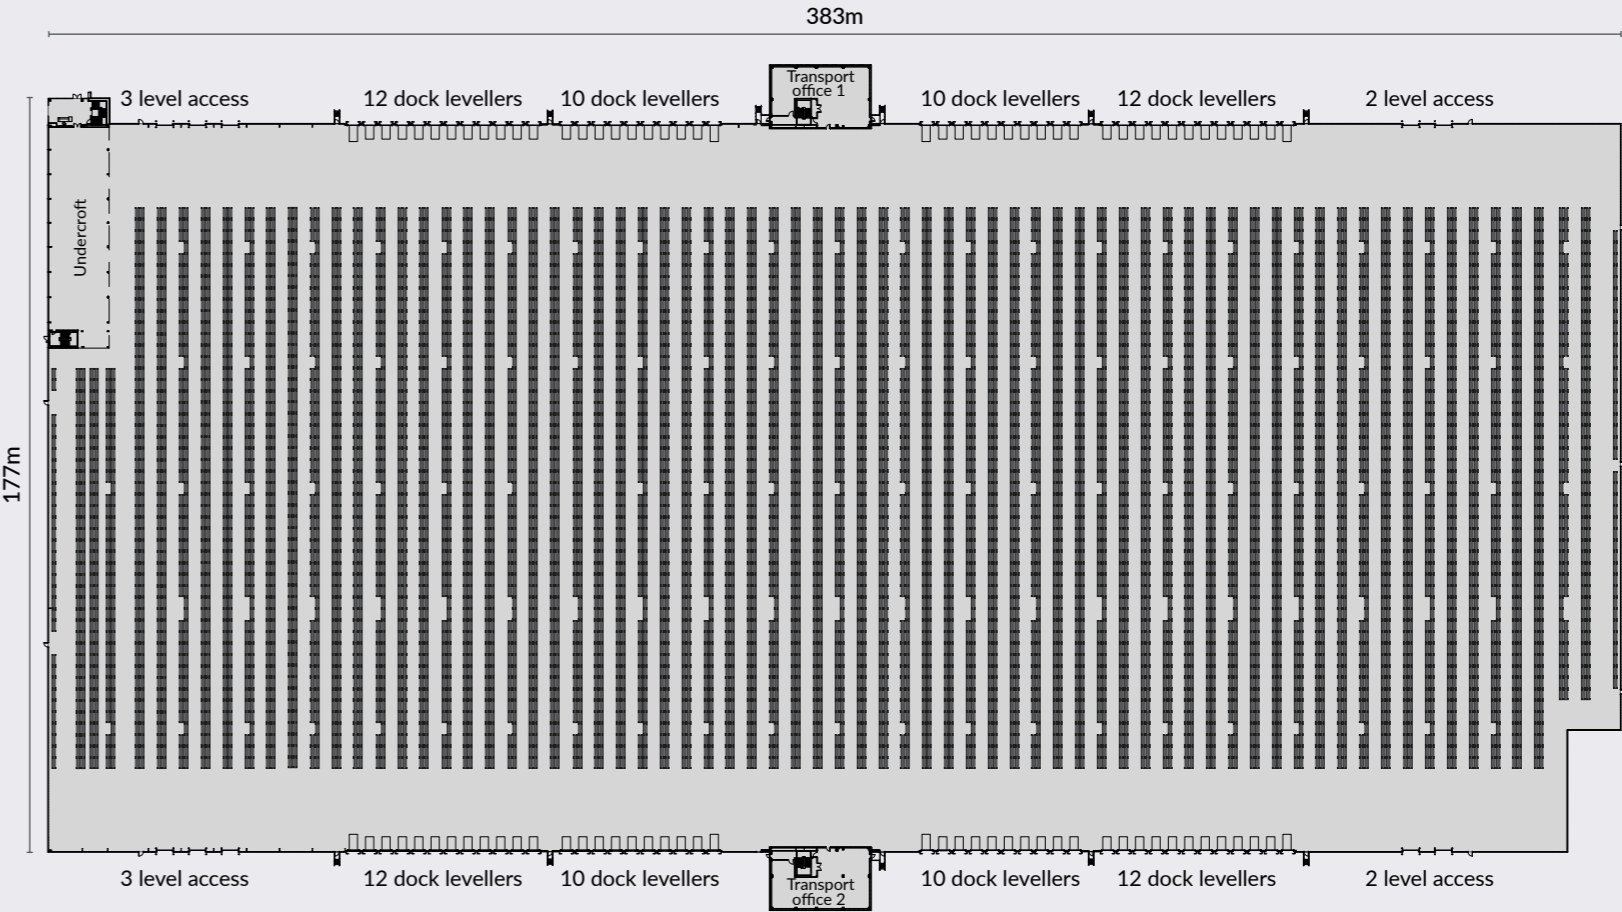 383m
Transport
office 1
3 level access
12 dock levellers
10 dock levellers
10 dock levellers
12 dock levellers
2 level access
Undercroft
177m
3 level access
12 dock levellers
10 dock levellers
10 dock levellers
12 dock levellers
2 level access
Transport
office 2